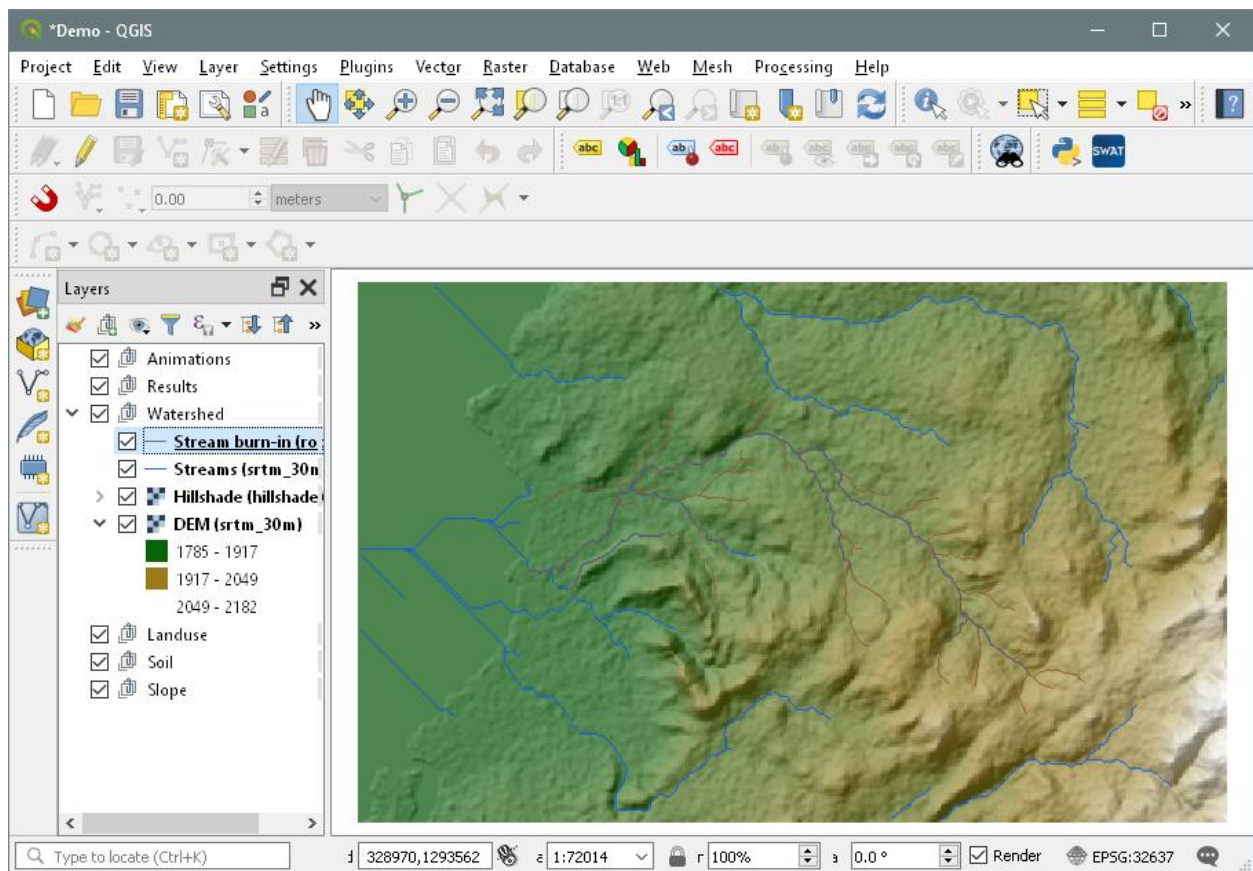 *Demo - QGIS
Project Edit View Layer Settings Plugins Vector Raster Database Web Mesh Processing Help
a 1:1 » ?
abc ab abc SWAT
0.00 meters
Layers
»
Animations
Results
Watershed
Stream burn-in (ro
Streams (srtm_30n
Hillshade (hillshade
DEM (srtm_30m)
1785 - 1917
1917 - 2049
2049 - 2182
Landuse
Soil
Slope
Type to locate (Ctrl+K) 328970,1293562 1:72014 r 100% 0.0 ° Render EPSG:32637